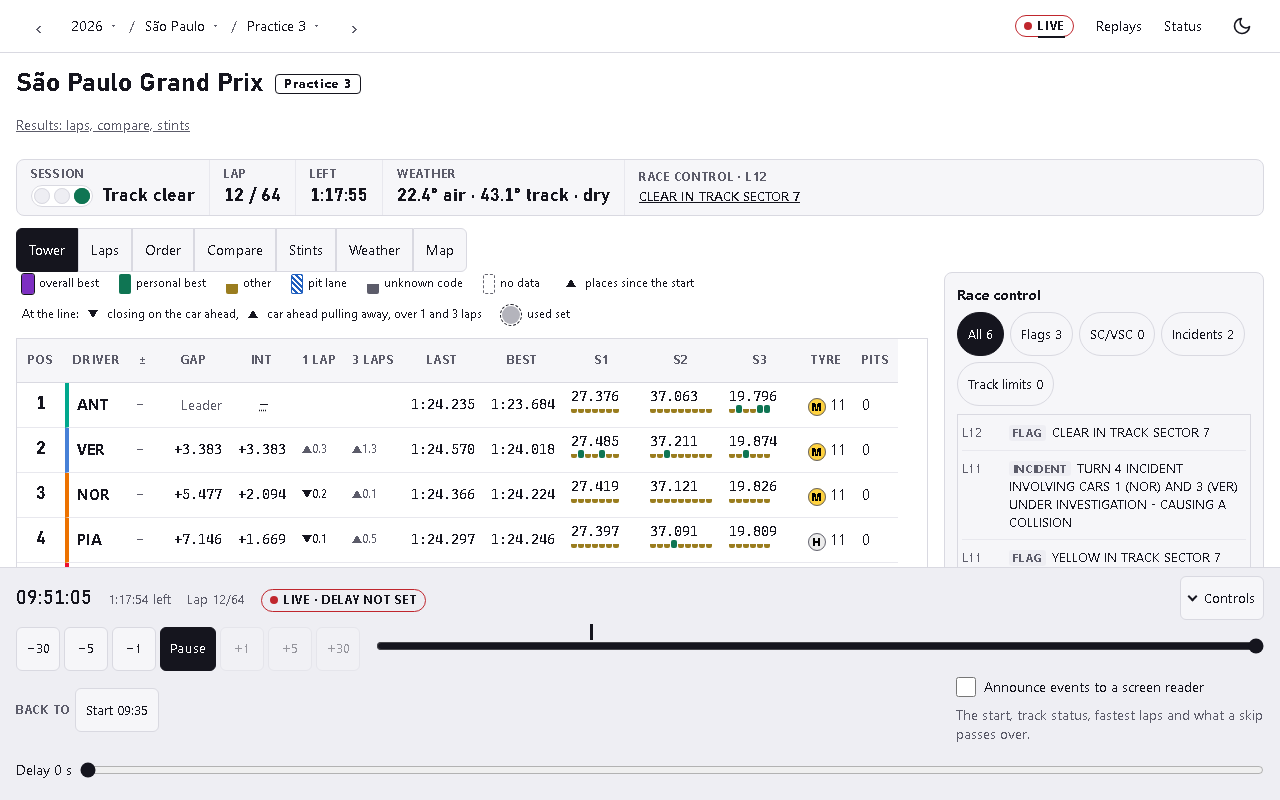 ‹ 2026 / São Paulo / Practice 3 › LIVE Replays Status
São Paulo Grand Prix Practice 3
Results: laps, compare, stints
SESSION LAP LEFT WEATHER RACE CONTROL · L12
Track clear 12 / 64 1:17:55 22.4° air · 43.1° track · dry CLEAR IN TRACK SECTOR 7
Tower Laps Order Compare Stints Weather Map
overall best personal best other pit lane unknown code no data ▲ places since the start
At the line: ▼ closing on the car ahead, ▲ car ahead pulling away, over 1 and 3 laps used set
POS DRIVER ± GAP INT 1 LAP 3 LAPS LAST BEST S1 S2 S3 TYRE PITS
1 ANT – Leader – 1:24.235 1:23.684 27.376 37.063 19.796 M 11 0
2 VER – +3.383 +3.383 ▲0.3 ▲1.3 1:24.570 1:24.018 27.485 37.211 19.874 M 11 0
3 NOR – +5.477 +2.094 ▼0.2 ▲0.1 1:24.366 1:24.224 27.419 37.121 19.826 M 11 0
4 PIA – +7.146 +1.669 ▼0.1 ▲0.5 1:24.297 1:24.246 27.397 37.091 19.809 H 11 0
Race control
All 6 Flags 3 SC/VSC 0 Incidents 2
Track limits 0
L12 FLAG CLEAR IN TRACK SECTOR 7
L11 INCIDENT TURN 4 INCIDENT
INVOLVING CARS 1 (NOR) AND 3 (VER)
UNDER INVESTIGATION - CAUSING A
COLLISION
L11 FLAG YELLOW IN TRACK SECTOR 7
09:51:05 1:17:54 left Lap 12/64 LIVE · DELAY NOT SET Controls
−30 −5 −1 Pause +1 +5 +30
BACK TO Start 09:35
Announce events to a screen reader
The start, track status, fastest laps and what a skip
passes over.
Delay 0 s